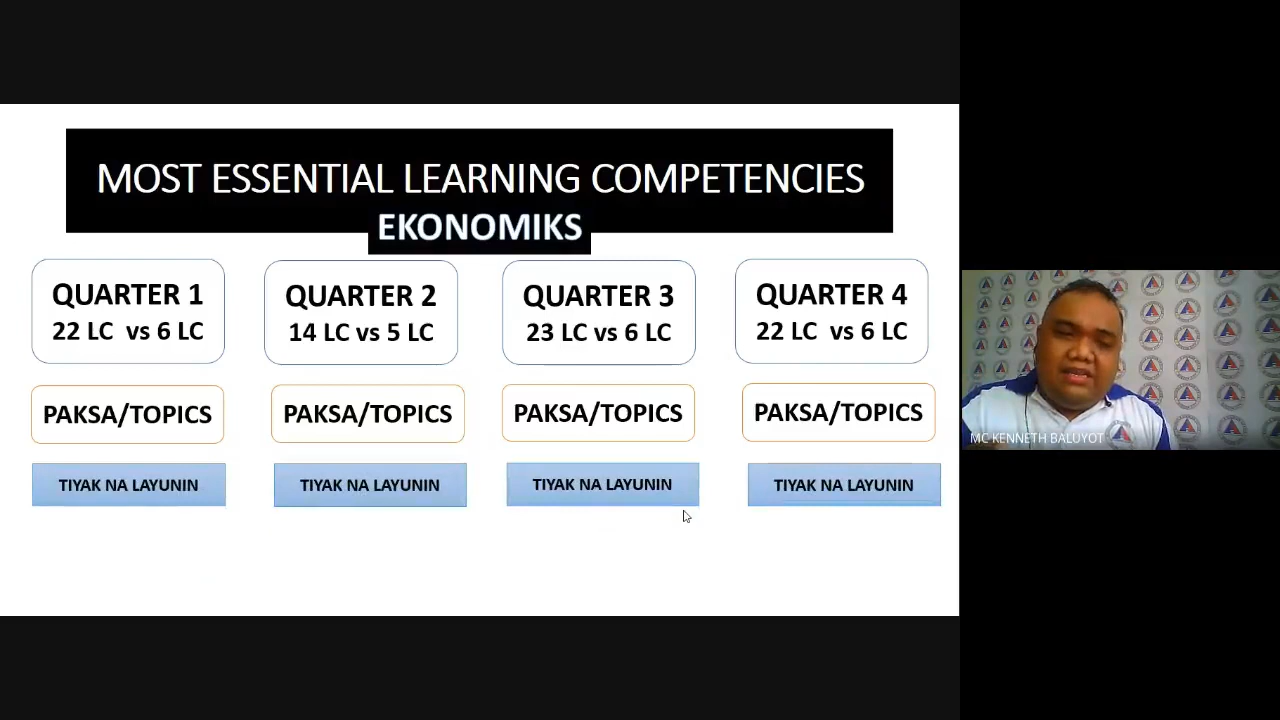 MOST ESSENTIAL LEARNING COMPETENCIES
EKONOMIKS
QUARTER 1
22 LC vs 6 LC
QUARTER 2
14 LC vs 5 LC
QUARTER 3
23 LC vs 6 LC
QUARTER 4
22 LC vs 6 LC
PAKSA/TOPICS
PAKSA/TOPICS
PAKSA/TOPICS
PAKSA/TOPICS
TIYAK NA LAYUNIN
TIYAK NA LAYUNIN
TIYAK NA LAYUNIN
TIYAK NA LAYUNIN
MC KENNETH BALUYOT